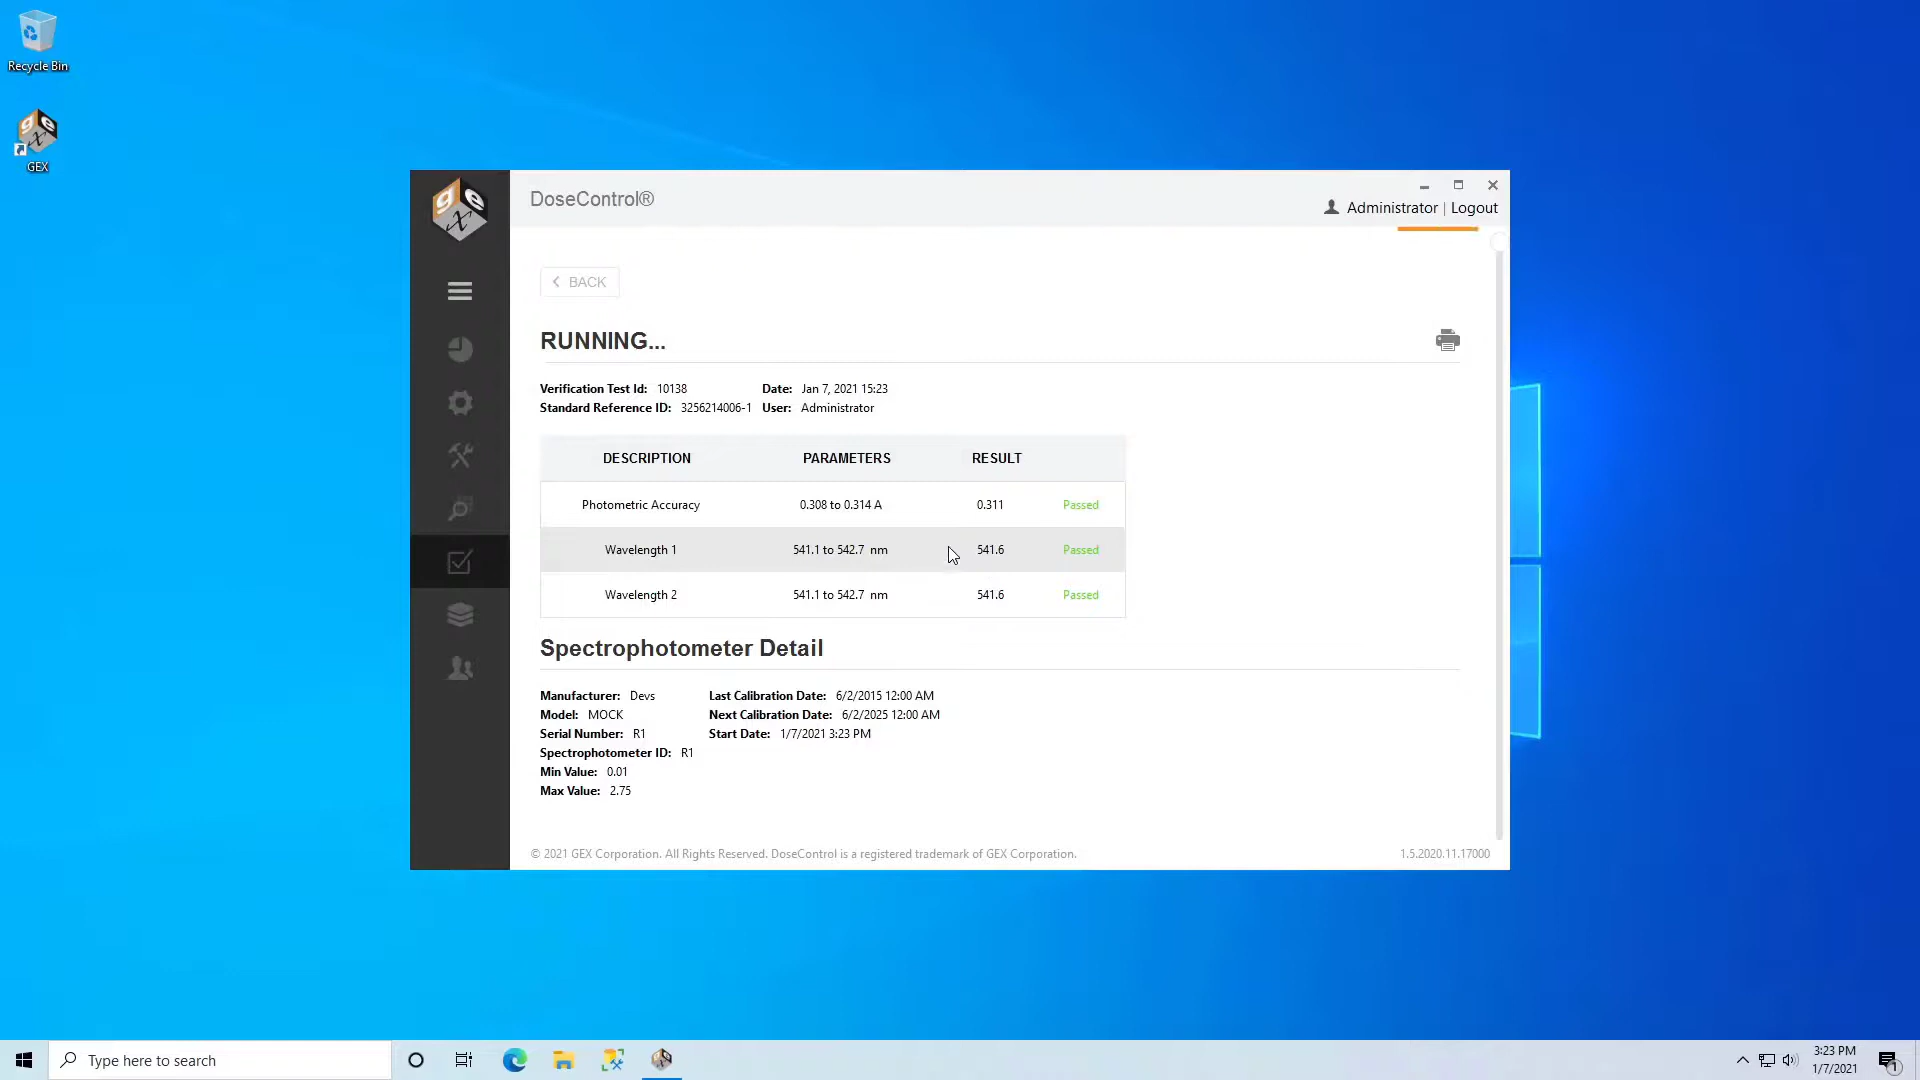 Recycle Bin
GEX
gex
DoseControl®
Administrator | Logout
BACK
RUNNING...
Verification Test Id: 10138 Date: Jan 7, 2021 15:23
Standard Reference ID: 3256214006-1 User: Administrator
DESCRIPTION PARAMETERS RESULT
Photometric Accuracy 0.308 to 0.314 A 0.311 Passed
Wavelength 1 541.1 to 542.7 nm 541.6 Passed
Wavelength 2 541.1 to 542.7 nm 541.6 Passed
Spectrophotometer Detail
Manufacturer: Devs Last Calibration Date: 6/2/2015 12:00 AM
Model: MOCK Next Calibration Date: 6/2/2025 12:00 AM
Serial Number: R1 Start Date: 1/7/2021 3:23 PM
Spectrophotometer ID: R1
Min Value: 0.01
Max Value: 2.75
© 2021 GEX Corporation. All Rights Reserved. DoseControl is a registered trademark of GEX Corporation. 1.5.2020.11.17000
Type here to search
3:23 PM
1/7/2021
1